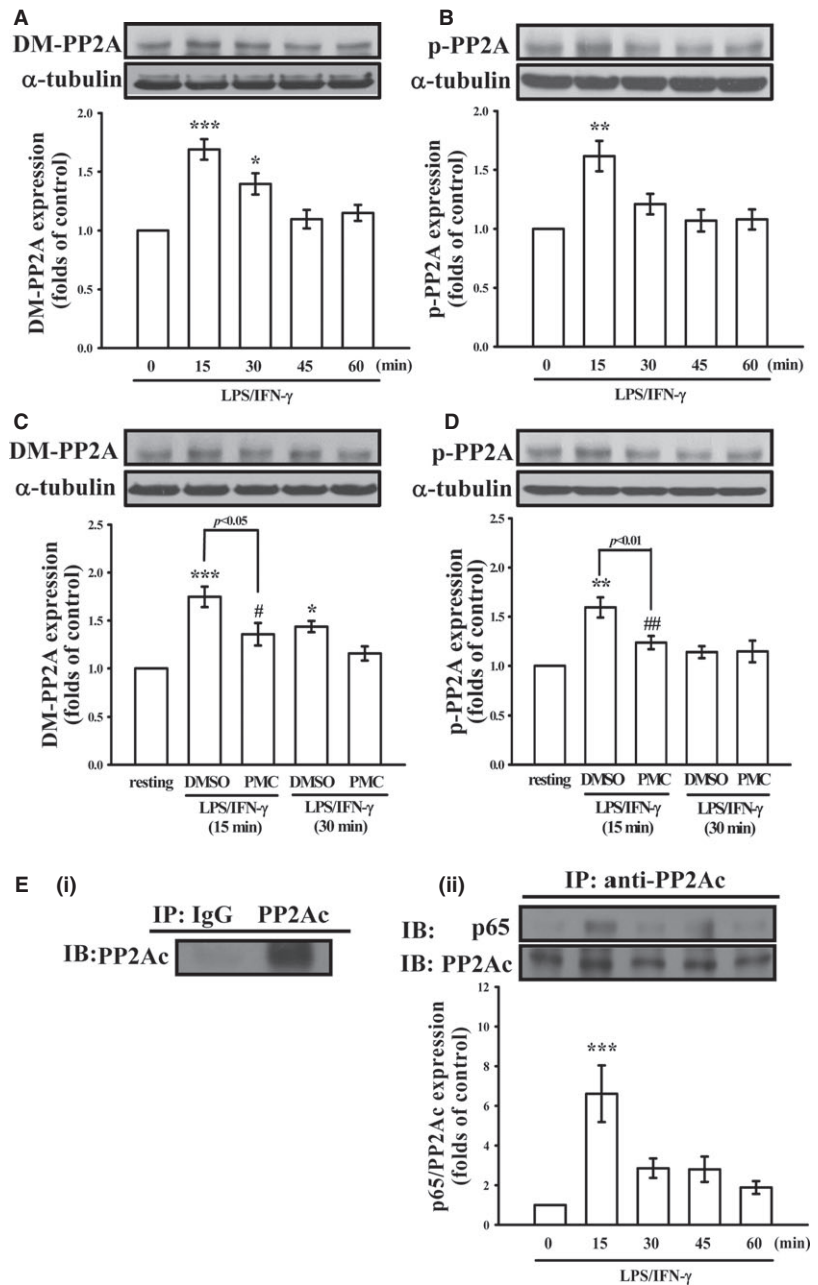 A
DM-PP2A
α-tubulin
DM-PP2A expression
(folds of control)
2.0
1.5
1.0
0.5
0.0
***
*
0 15 30 45 60 (min)
LPS/IFN-γ
B
p-PP2A
α-tubulin
p-PP2A expression
(folds of control)
2.0
1.5
1.0
0.5
0.0
**
0 15 30 45 60 (min)
LPS/IFN-γ
C
DM-PP2A
α-tubulin
DM-PP2A expression
(folds of control)
2.5
2.0
1.5
1.0
0.5
0.0
p<0.05
***
#
*
resting DMSO PMC DMSO PMC
LPS/IFN-γ LPS/IFN-γ
(15 min) (30 min)
D
p-PP2A
α-tubulin
p-PP2A expression
(folds of control)
2.5
2.0
1.5
1.0
0.5
0.0
p<0.01
**
##
resting DMSO PMC DMSO PMC
LPS/IFN-γ LPS/IFN-γ
(15 min) (30 min)
E (i)
IP: IgG PP2Ac
IB:PP2Ac
(ii)
IP: anti-PP2Ac
IB: p65
IB: PP2Ac
p65/PP2Ac expression
(folds of control)
12
10
8
6
4
2
0
***
0 15 30 45 60 (min)
LPS/IFN-γ